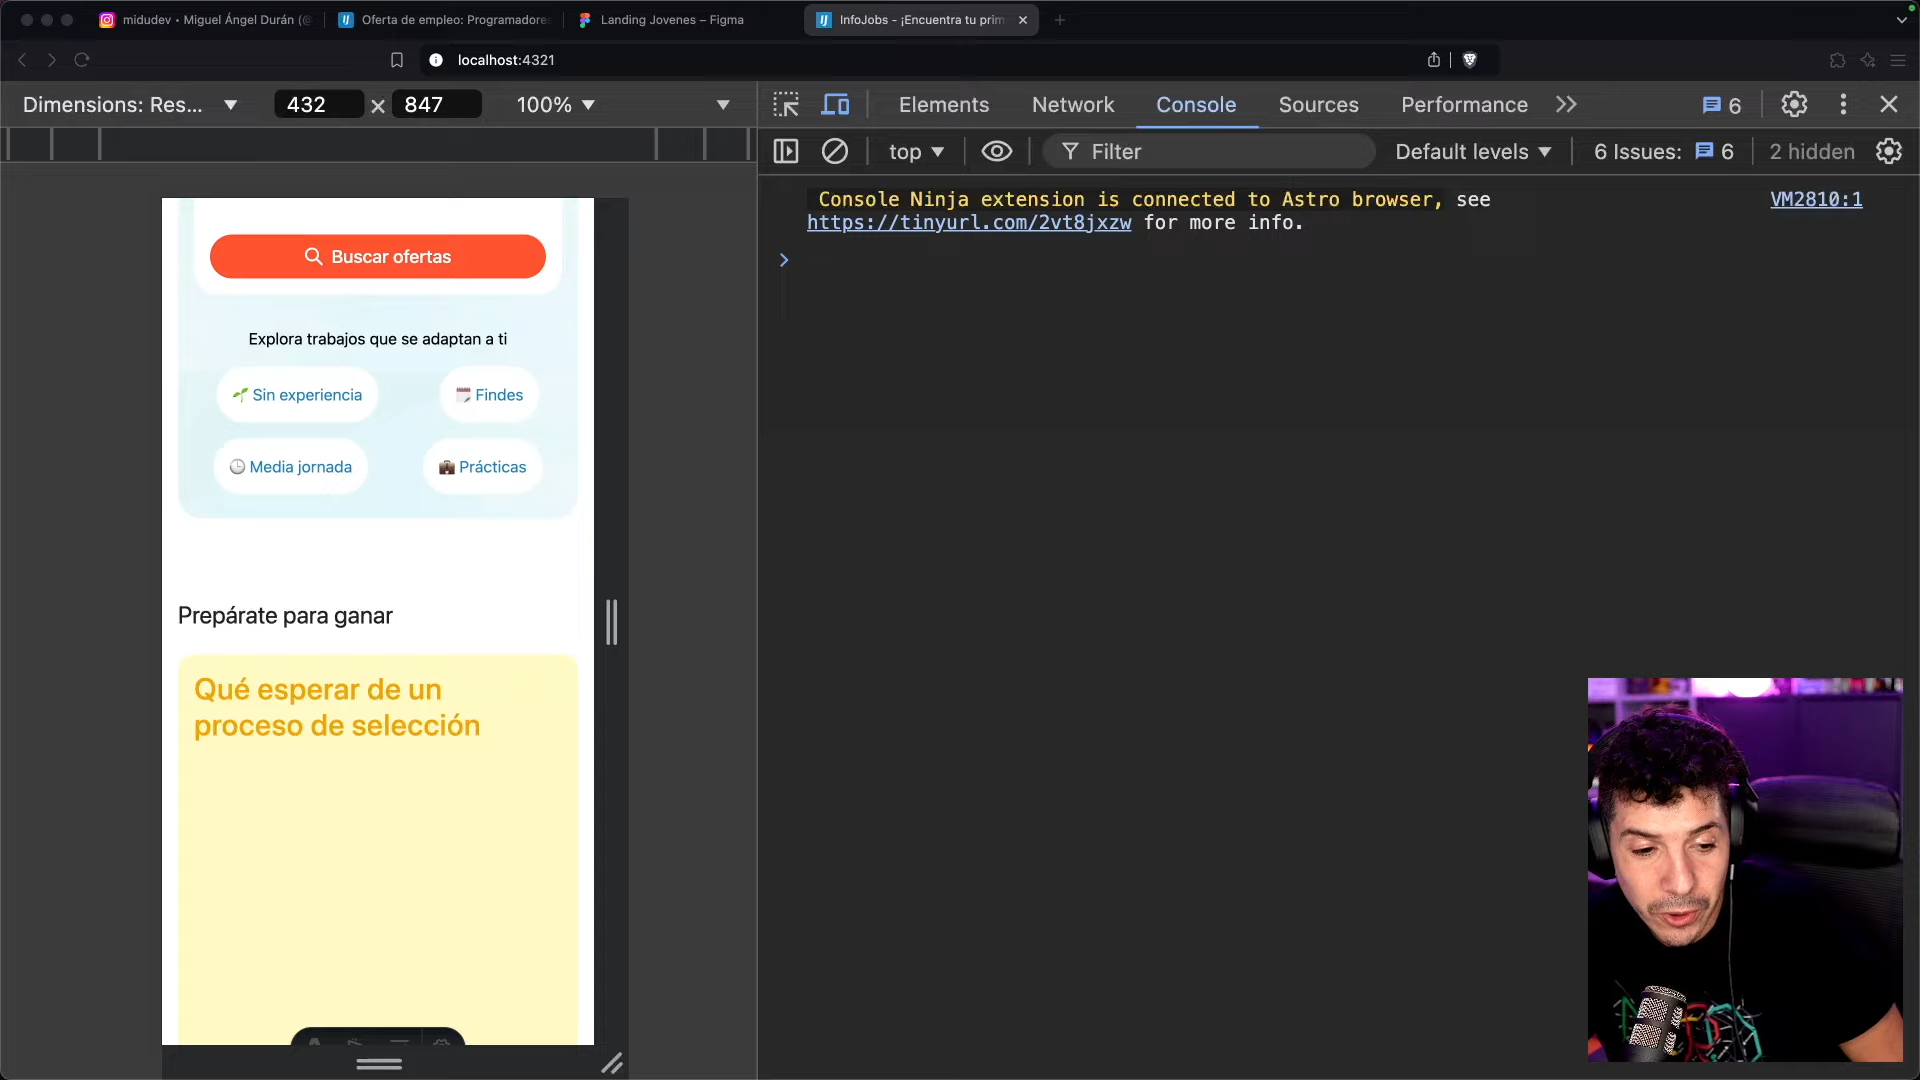 midudev • Miguel Ángel Durán (@
Oferta de empleo: Programadores
Landing Jovenes – Figma
InfoJobs - ¡Encuentra tu prim
localhost:4321
Dimensions: Res...
432
×
847
100%
Elements
Network
Console
Sources
Performance
6
top
Filter
Default levels
6 Issues:
6
2 hidden
Console Ninja extension is connected to Astro browser, see
VM2810:1
https://tinyurl.com/2vt8jxzw for more info.
Buscar ofertas
Explora trabajos que se adaptan a ti
Sin experiencia
Findes
Media jornada
Prácticas
Prepárate para ganar
Qué esperar de un
proceso de selección